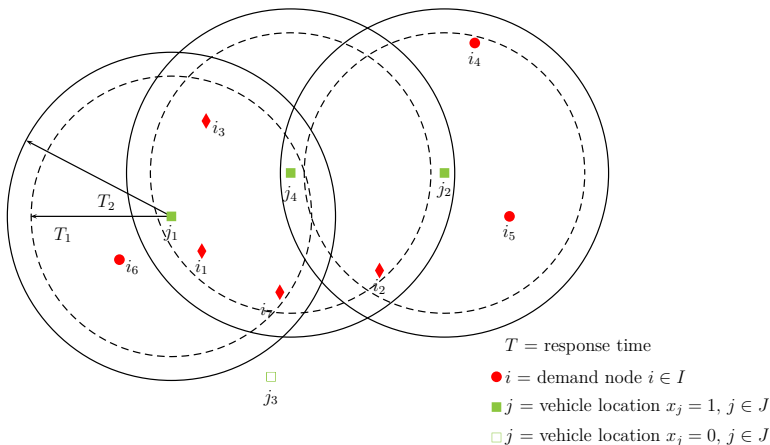 i₄
i₃
j₄
j₂
T₂
j₁
T₁
i₅
i₁
i₆
i₂
i₇
j₃
T = response time
i = demand node i ∈ I
j = vehicle location xⱼ = 1, j ∈ J
j = vehicle location xⱼ = 0, j ∈ J